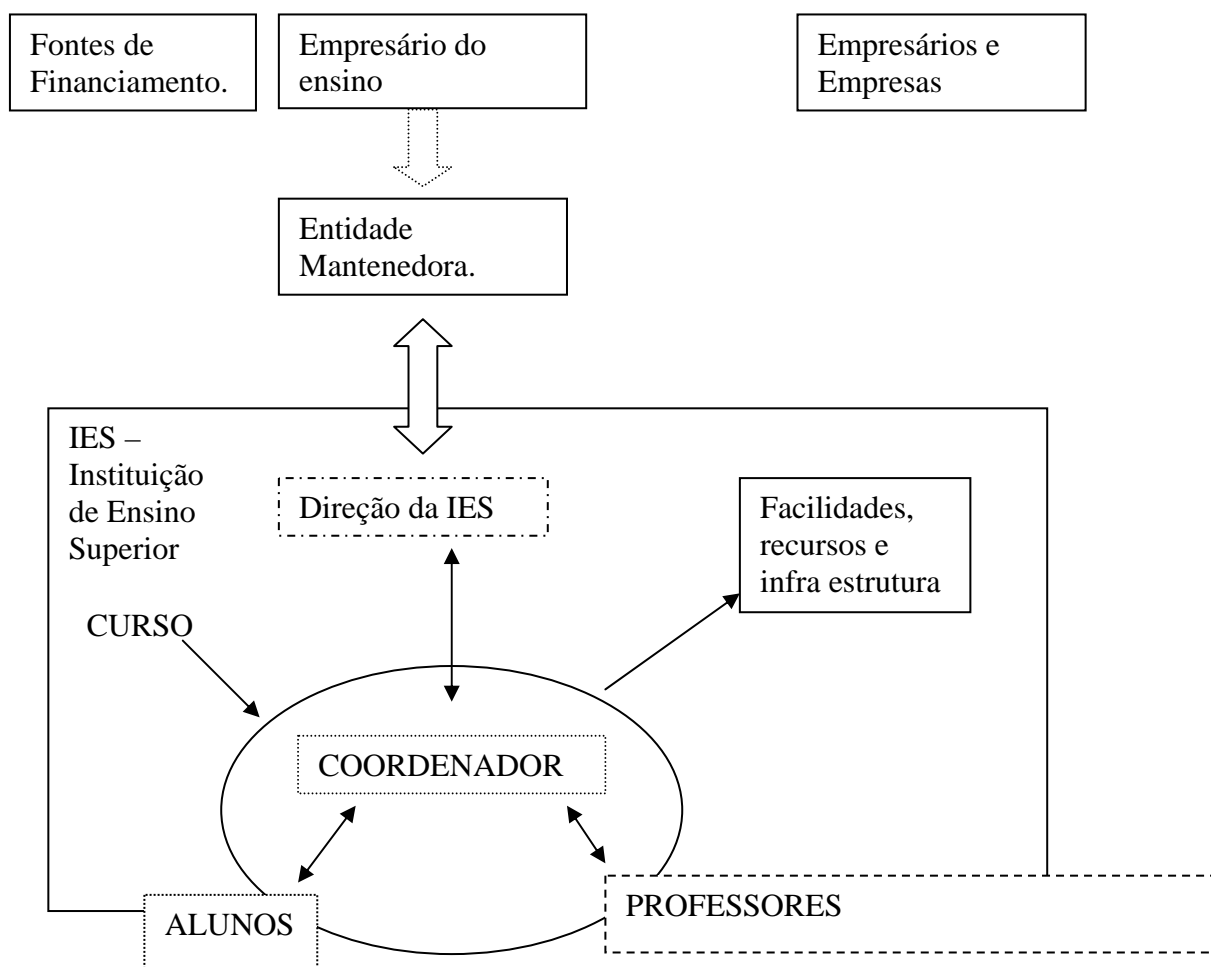 Fontes de
Financiamento.
Empresário do
ensino
Empresários e
Empresas
Entidade
Mantenedora.
IES –
Instituição
de Ensino
Superior
Direção da IES
Facilidades,
recursos e
infra estrutura
CURSO
COORDENADOR
ALUNOS
PROFESSORES